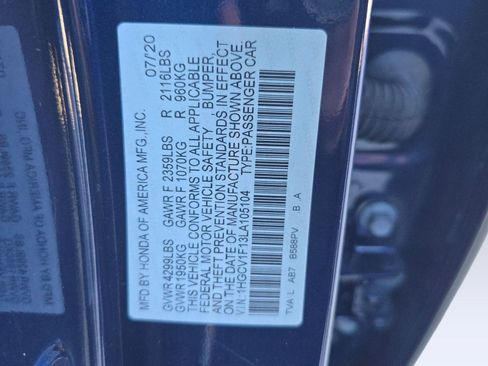 MFD BY HONDA OF AMERICA MFG.,INC. 07/20
GVWR 4299LBS GAWR F 2359LBS R 2116LBS
GVWR 1950KG GAWR F 1070KG R 960KG
THIS VEHICLE CONFORMS TO ALL APPLICABLE
FEDERAL MOTOR VEHICLE SAFETY BUMPER,
AND THEFT PREVENTION STANDARDS IN EFFECT ON
THE DATE OF MANUFACTURE SHOWN ABOVE.
V.I.N: 1HGCV1F13LA105104 TYPE:PASSENGER CAR
TVA L AB7 B588PV B A